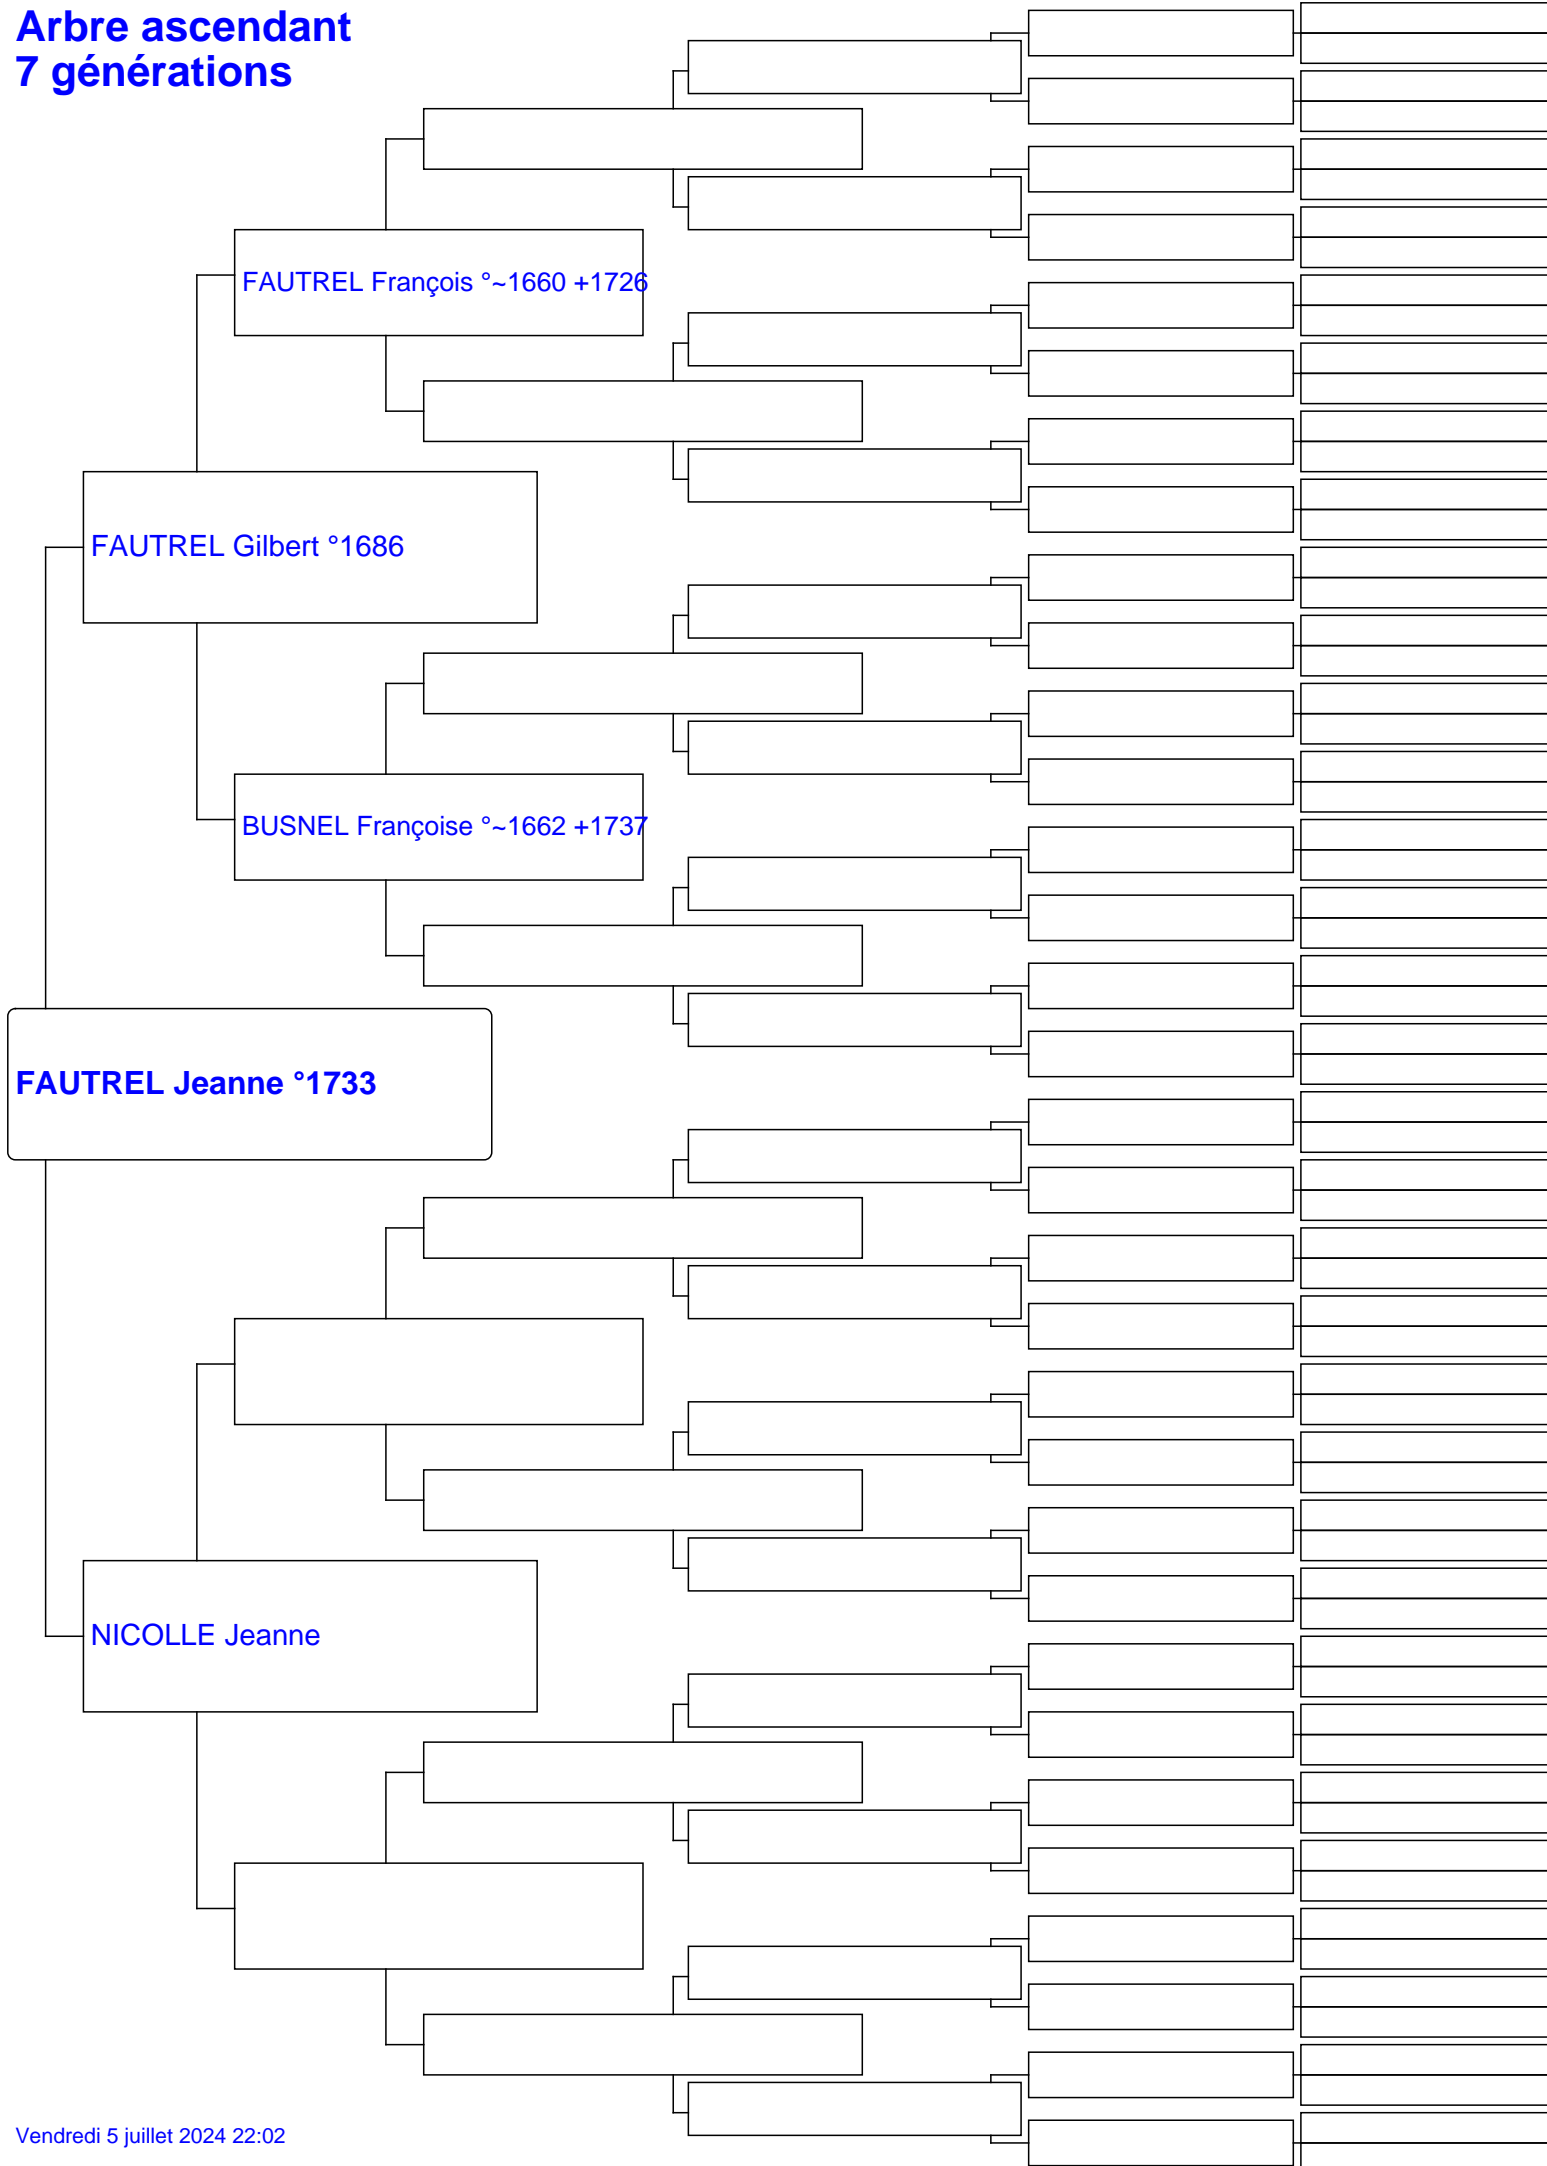 Arbre ascendant
7 générations
FAUTREL François °~1660 +1726
FAUTREL Gilbert °1686
BUSNEL Françoise °~1662 +1737
FAUTREL Jeanne °1733
NICOLLE Jeanne
Vendredi 5 juillet 2024 22:02